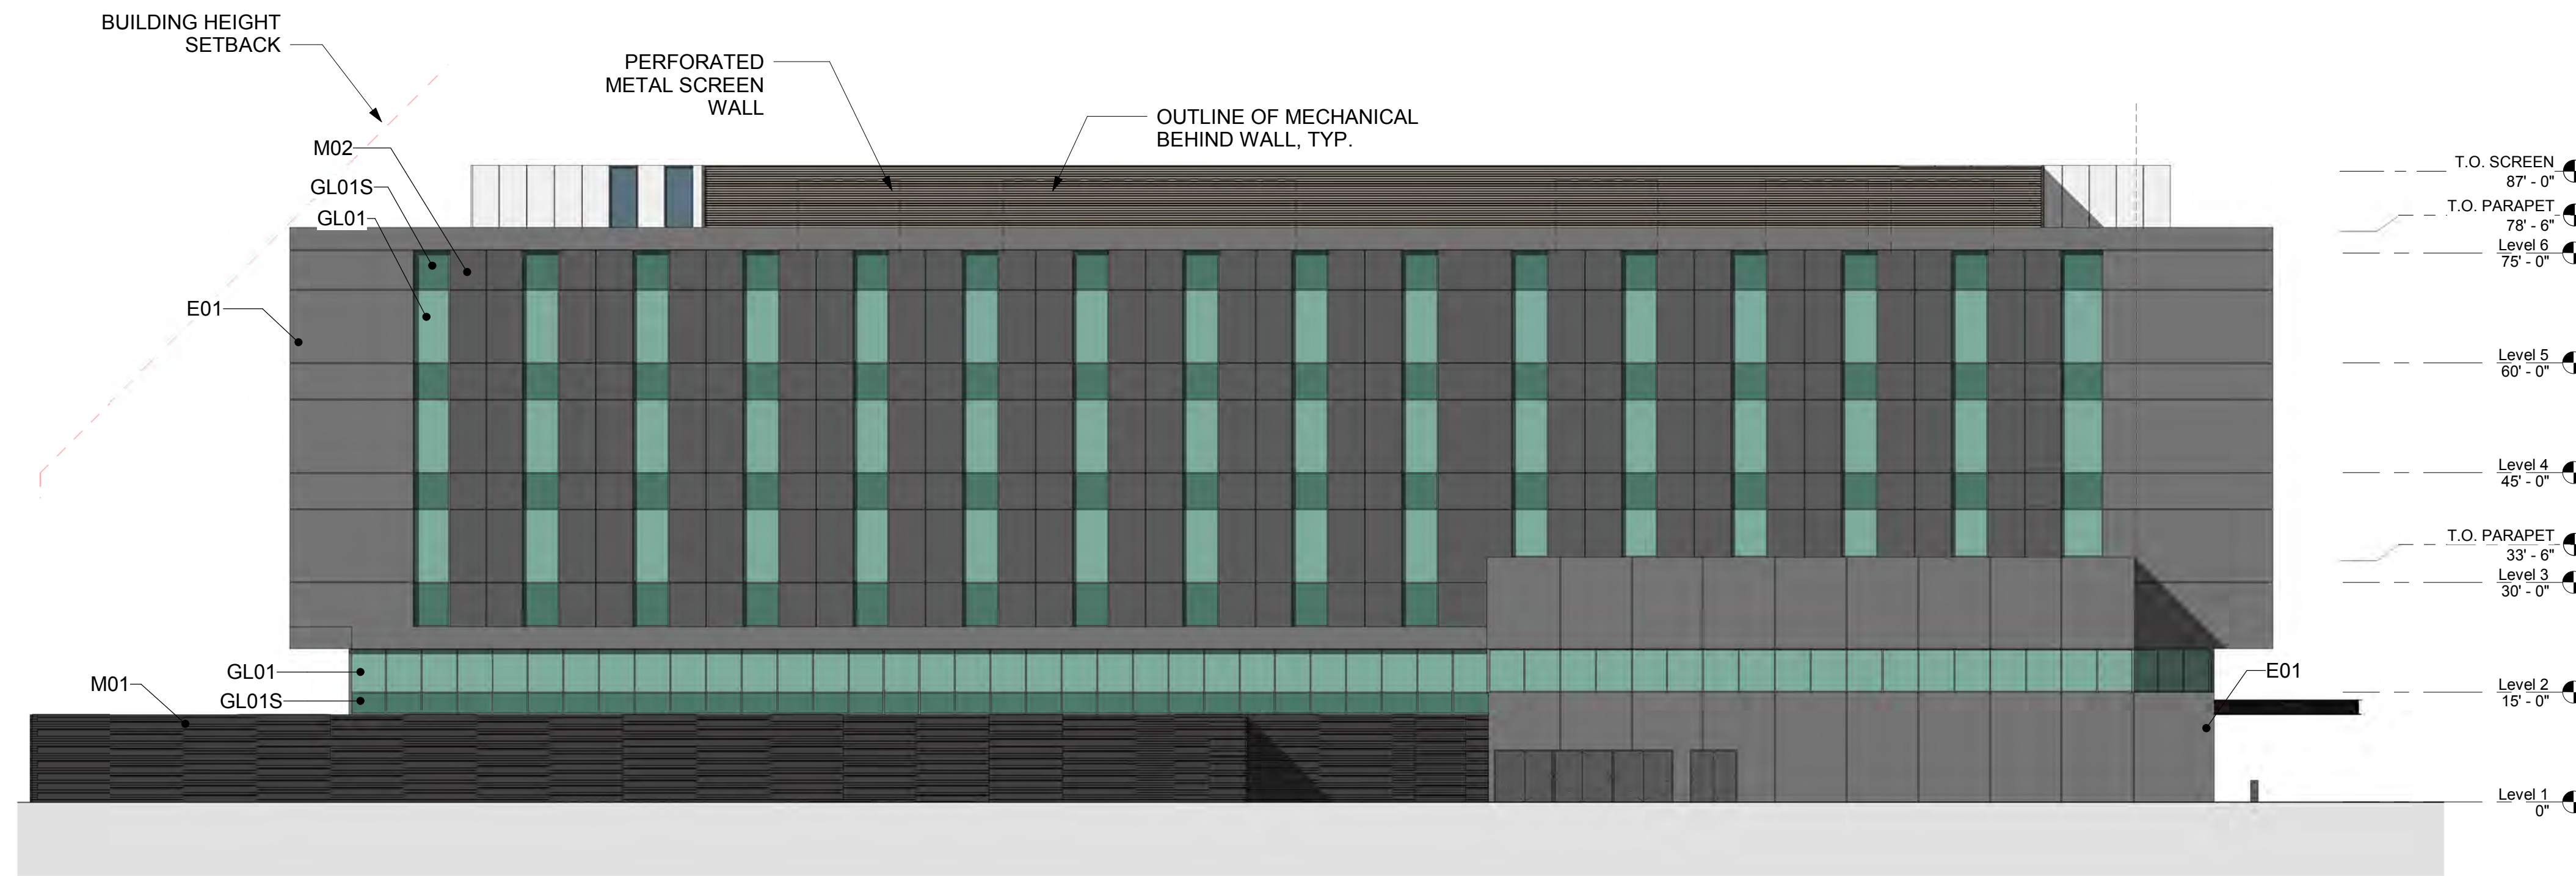 BUILDING HEIGHT
SETBACK
PERFORATED
METAL SCREEN
WALL
OUTLINE OF MECHANICAL
BEHIND WALL, TYP.
M02
GL01S
GL01
E01
GL01
GL01S
M01
E01
T.O. SCREEN
87' - 0"
T.O. PARAPET
78' - 6"
Level 6
75' - 0"
Level 5
60' - 0"
Level 4
45' - 0"
T.O. PARAPET
33' - 6"
Level 3
30' - 0"
Level 2
15' - 0"
Level 1
0"